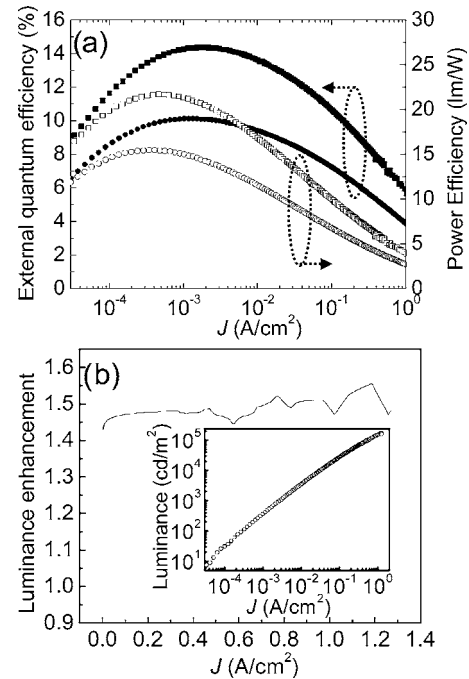 (a)
External quantum efficiency (%)
16
14
12
10
8
6
4
2
0
30
25
20
15
10
5
0
Power Efficiency (lm/W)
10⁻⁴ 10⁻³ 10⁻² 10⁻¹ 10⁰
J (A/cm²)
(b)
Luminance enhancement
1.6
1.5
1.4
1.3
1.2
1.1
1.0
0.9
Luminance (cd/m²)
10⁵
10⁴
10³
10²
10¹
10⁻⁴ 10⁻³ 10⁻² 10⁻¹ 10⁰
J (A/cm²)
0.0 0.2 0.4 0.6 0.8 1.0 1.2 1.4
J (A/cm²)